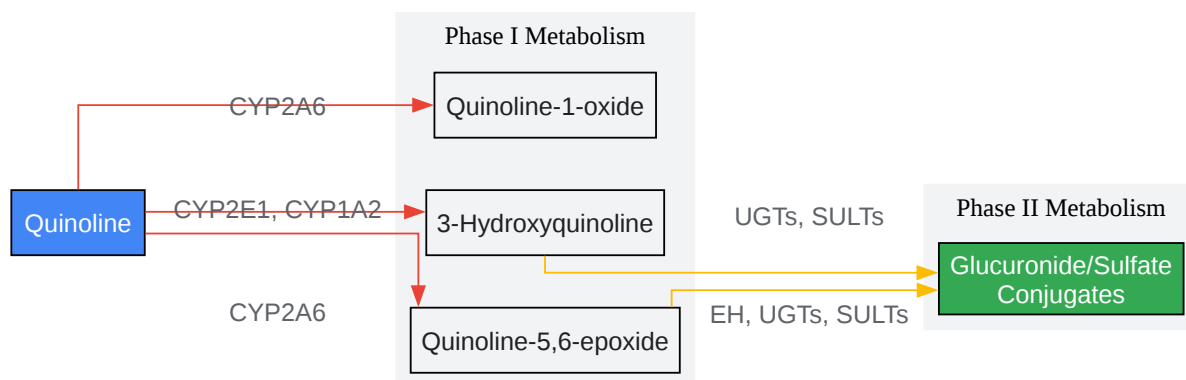 Phase I Metabolism
CYP2A6
Quinoline-1-oxide
Quinoline
CYP2E1, CYP1A2
3-Hydroxyquinoline
UGTs, SULTs
Phase II Metabolism
Glucuronide/Sulfate
Conjugates
CYP2A6
Quinoline-5,6-epoxide
EH, UGTs, SULTs